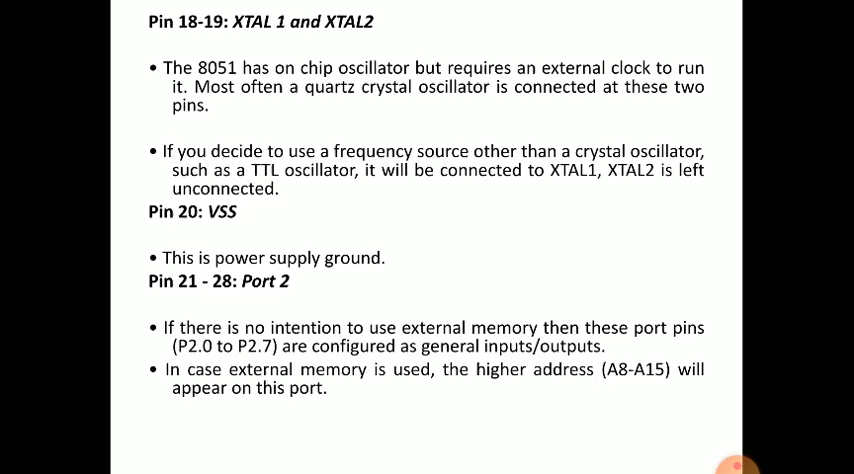 Pin 18-19: XTAL 1 and XTAL2
• The 8051 has on chip oscillator but requires an external clock to run
it. Most often a quartz crystal oscillator is connected at these two
pins.
• If you decide to use a frequency source other than a crystal oscillator,
such as a TTL oscillator, it will be connected to XTAL1, XTAL2 is left
unconnected.
Pin 20: VSS
• This is power supply ground.
Pin 21 - 28: Port 2
• If there is no intention to use external memory then these port pins
(P2.0 to P2.7) are configured as general inputs/outputs.
• In case external memory is used, the higher address (A8-A15) will
appear on this port.